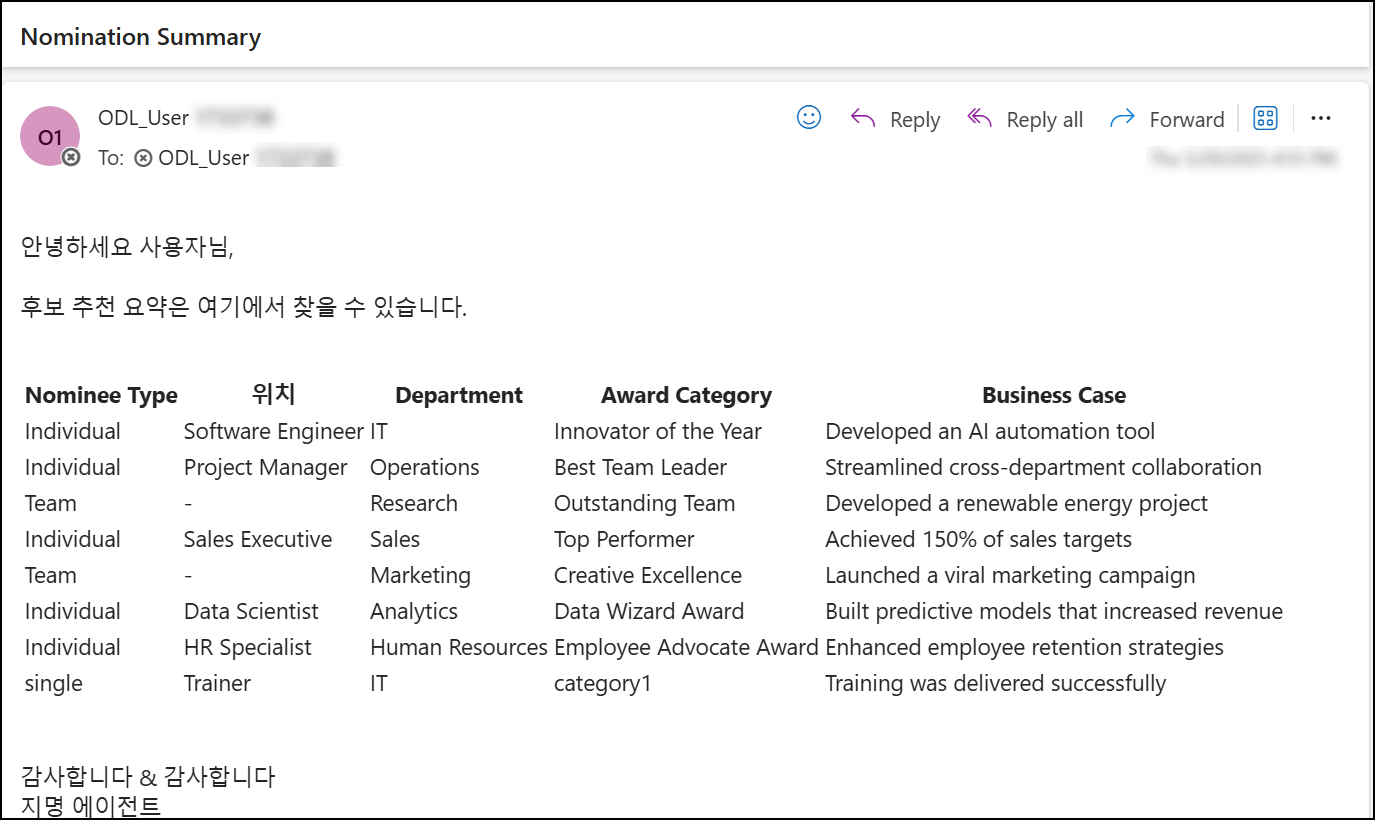 Nomination Summary
O1
ODL_User
To: ODL_User
Reply
Reply all
Forward
안녕하세요 사용자님,
후보 추천 요약은 여기에서 찾을 수 있습니다.
Nominee Type 위치 Department Award Category Business Case
Individual Software Engineer IT Innovator of the Year Developed an AI automation tool
Individual Project Manager Operations Best Team Leader Streamlined cross-department collaboration
Team - Research Outstanding Team Developed a renewable energy project
Individual Sales Executive Sales Top Performer Achieved 150% of sales targets
Team - Marketing Creative Excellence Launched a viral marketing campaign
Individual Data Scientist Analytics Data Wizard Award Built predictive models that increased revenue
Individual HR Specialist Human Resources Employee Advocate Award Enhanced employee retention strategies
single Trainer IT category1 Training was delivered successfully
감사합니다 & 감사합니다
지명 에이전트